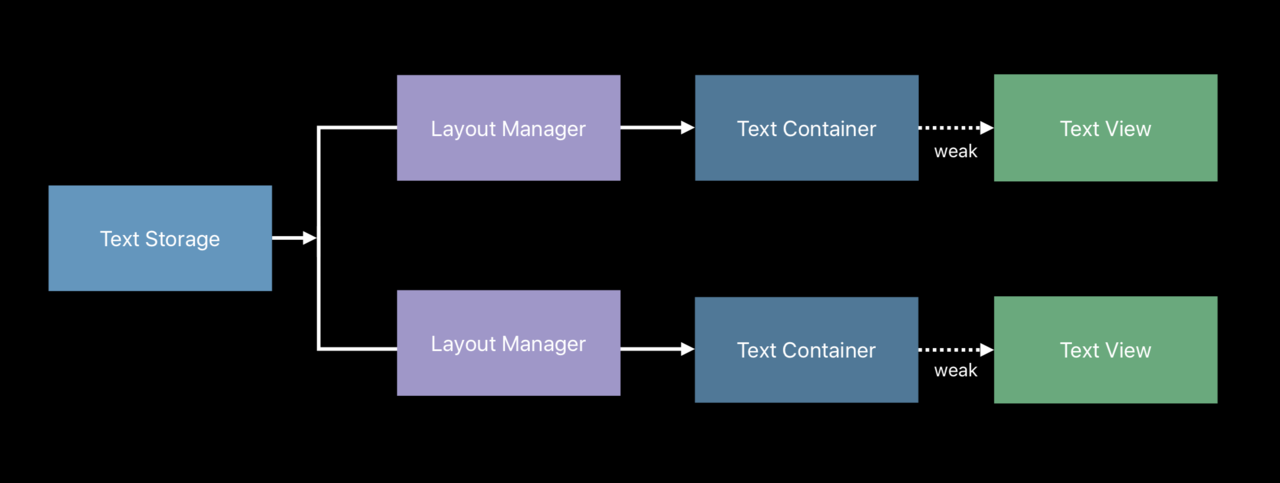 Layout Manager
Text Container
weak
Text View
Text Storage
Layout Manager
Text Container
weak
Text View